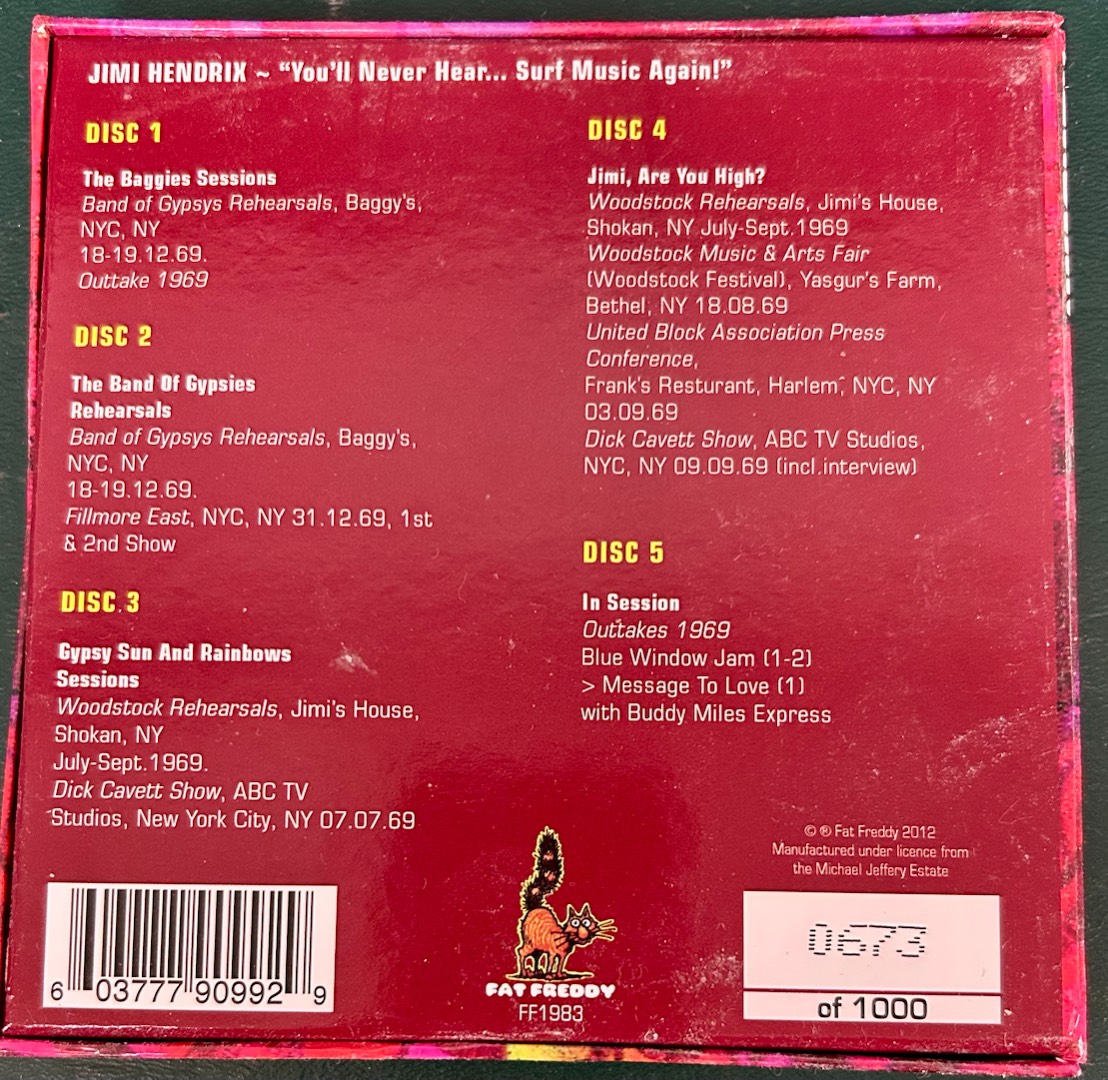 JIMI HENDRIX ~ “You’ll Never Hear... Surf Music Again!”
DISC 1
The Baggies Sessions
Band of Gypsys Rehearsals, Baggy's,
NYC, NY
18-19.12.69.
Outtake 1969
DISC 2
The Band Of Gypsies
Rehearsals
Band of Gypsys Rehearsals, Baggy's,
NYC, NY
18-19.12.69.
Fillmore East, NYC, NY 31.12.69, 1st
& 2nd Show
DISC 3
Gypsy Sun And Rainbows
Sessions
Woodstock Rehearsals, Jimi's House,
Shokan, NY
July-Sept.1969.
Dick Cavett Show, ABC TV
Studios, New York City, NY 07.07.69
DISC 4
Jimi, Are You High?
Woodstock Rehearsals, Jimi's House,
Shokan, NY July-Sept.1969
Woodstock Music & Arts Fair
(Woodstock Festival), Yasgur's Farm,
Bethel, NY 18.08.69
United Block Association Press
Conference,
Frank's Resturant, Harlem, NYC, NY
03.09.69
Dick Cavett Show, ABC TV Studios,
NYC, NY 09.09.69 (incl.interview)
DISC 5
In Session
Outtakes 1969
Blue Window Jam (1-2)
> Message To Love (1)
with Buddy Miles Express
© ® Fat Freddy 2012
Manufactured under licence from
the Michael Jeffery Estate
6 03777 90992 9
FAT FREDDY
FF1983
0673
of 1000